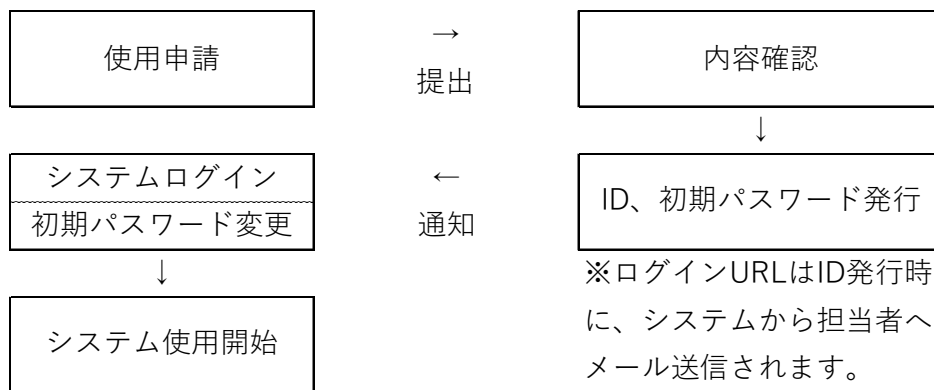 使用申請
→
提出
内容確認
↓
システムログイン
初期パスワード変更
←
通知
ID、初期パスワード発行
↓
システム使用開始
※ログインURLはID発行時
に、システムから担当者へ
メール送信されます。